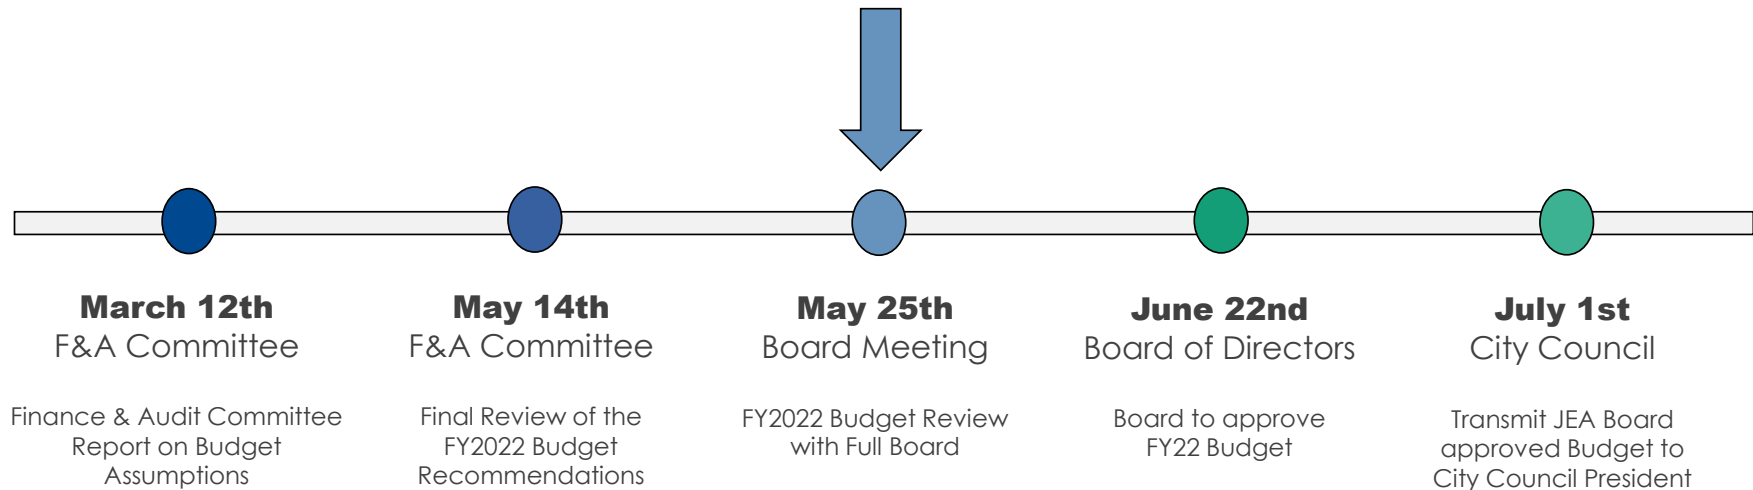 March 12th
F&A Committee
Finance & Audit Committee
Report on Budget
Assumptions
May 14th
F&A Committee
Final Review of the
FY2022 Budget
Recommendations
May 25th
Board Meeting
FY2022 Budget Review
with Full Board
June 22nd
Board of Directors
Board to approve
FY22 Budget
July 1st
City Council
Transmit JEA Board
approved Budget to
City Council President